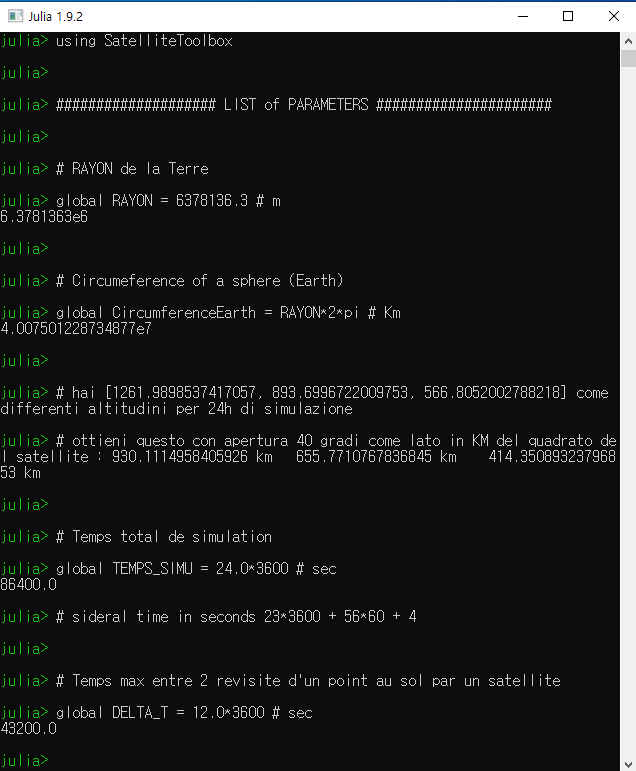 Julia 1.9.2
julia> using SatelliteToolbox
julia>
julia> #################### LIST of PARAMETERS ######################
julia>
julia> # RAYON de la Terre
julia> global RAYON = 6378136.3 # m
6.3781363e6
julia>
julia> # Circumeference of a sphere (Earth)
julia> global CircumferenceEarth = RAYON*2*pi # Km
4.007501228734877e7
julia>
julia> # hai [1261.9898537417057, 893.6996722009753, 566.8052002788218] come
differenti altitudini per 24h di simulazione
julia> # ottieni questo con apertura 40 gradi come lato in KM del quadrato de
l satellite : 930.1114958405926 km   655.7710767836845 km    414.350893237968
53 km
julia>
julia> # Temps total de simulation
julia> global TEMPS_SIMU = 24.0*3600 # sec
86400.0
julia> # sideral time in seconds 23*3600 + 56*60 + 4
julia>
julia> # Temps max entre 2 revisite d'un point au sol par un satellite
julia> global DELTA_T = 12.0*3600 # sec
43200.0
julia>